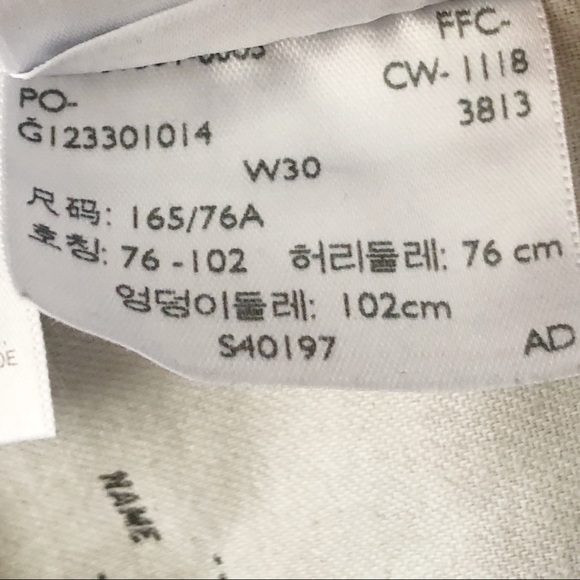 FFC-
PO- CW- 1118
G123301014 3813
W30
尺码: 165/76A
호칭: 76 -102 허리둘레: 76 cm
엉덩이둘레: 102cm
S40197 AD
NAME